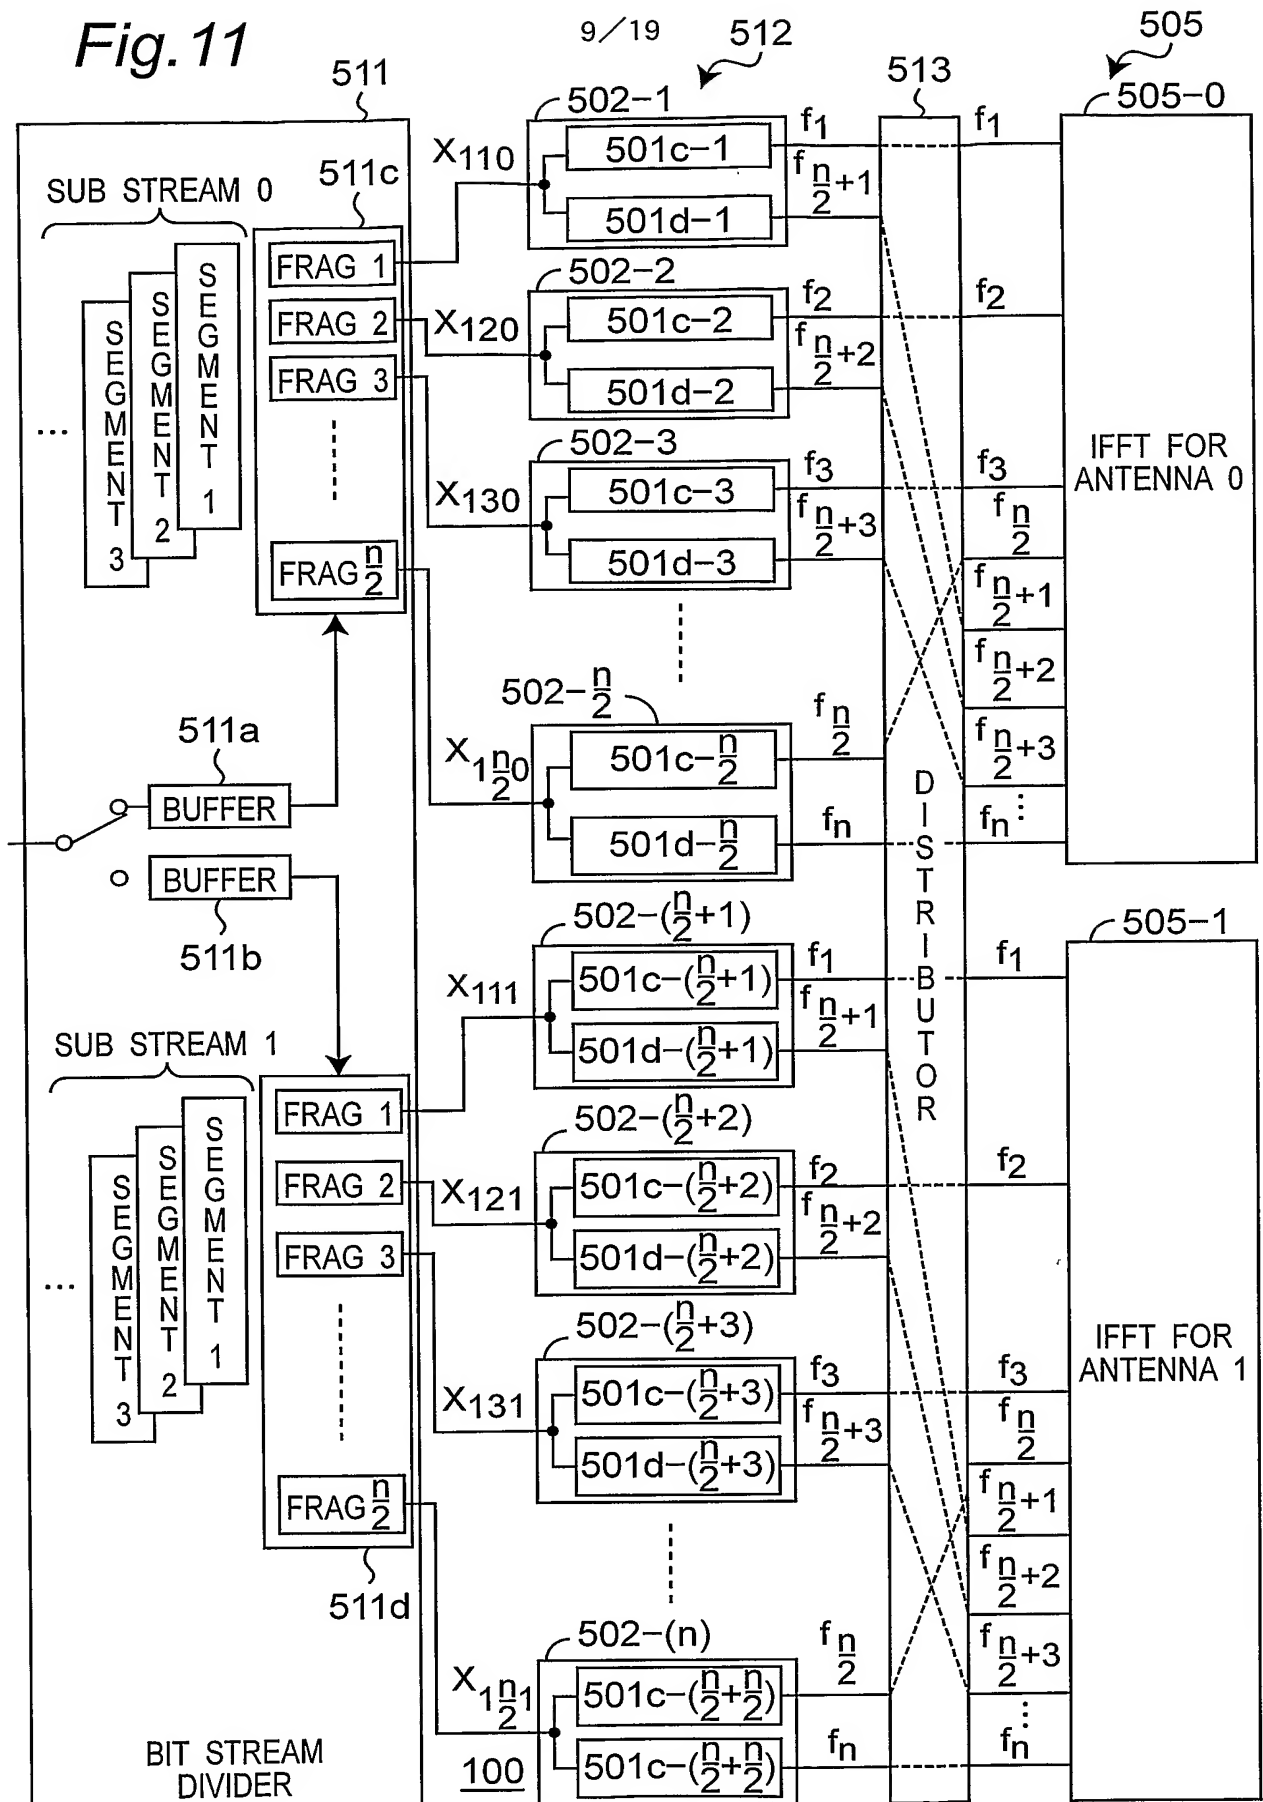 Fig.11
9/19
512
505
511
513
502-1
505-0
SUB STREAM 0
511c
X110
501c-1
501d-1
f1
fn/2+1
f1
SEGMENT 1
SEGMENT 2
SEGMENT 3
...
FRAG 1
FRAG 2
FRAG 3
FRAG n/2
502-2
X120
501c-2
501d-2
f2
fn/2+2
f2
502-3
X130
501c-3
501d-3
f3
fn/2+3
f3
fn/2
fn/2+1
fn/2+2
fn/2+3
⋮
fn
IFFT FOR
ANTENNA 0
502-n/2
X1n/20
501c-n/2
501d-n/2
fn/2
fn
511a
BUFFER
BUFFER
511b
DISTRIBUTOR
502-(n/2+1)
505-1
X111
501c-(n/2+1)
501d-(n/2+1)
f1
fn/2+1
f1
SUB STREAM 1
SEGMENT 1
SEGMENT 2
SEGMENT 3
...
FRAG 1
FRAG 2
FRAG 3
FRAG n/2
511d
502-(n/2+2)
X121
501c-(n/2+2)
501d-(n/2+2)
f2
fn/2+2
f2
502-(n/2+3)
X131
501c-(n/2+3)
501d-(n/2+3)
f3
fn/2+3
f3
fn/2
fn/2+1
fn/2+2
fn/2+3
⋮
fn
IFFT FOR
ANTENNA 1
502-(n)
X1n/21
501c-(n/2+n/2)
501c-(n/2+n/2)
fn/2
fn
BIT STREAM
DIVIDER
100